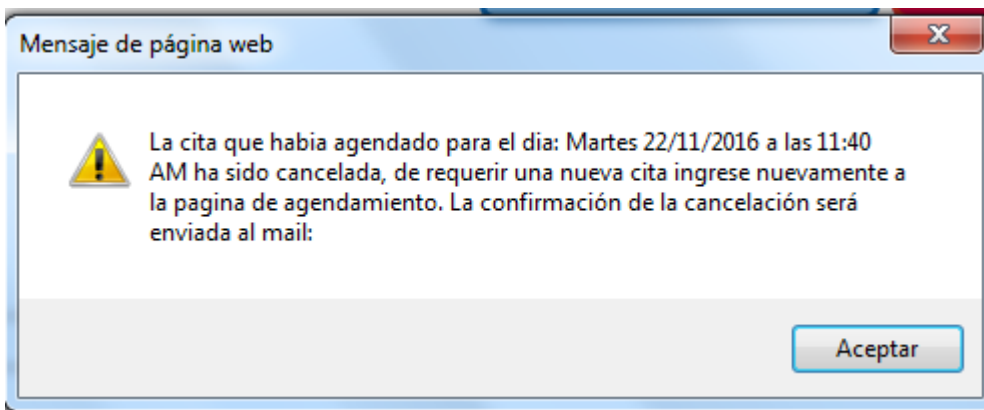 Mensaje de página web
La cita que habia agendado para el dia: Martes 22/11/2016 a las 11:40
AM ha sido cancelada, de requerir una nueva cita ingrese nuevamente a
la pagina de agendamiento. La confirmación de la cancelación será
enviada al mail:
Aceptar